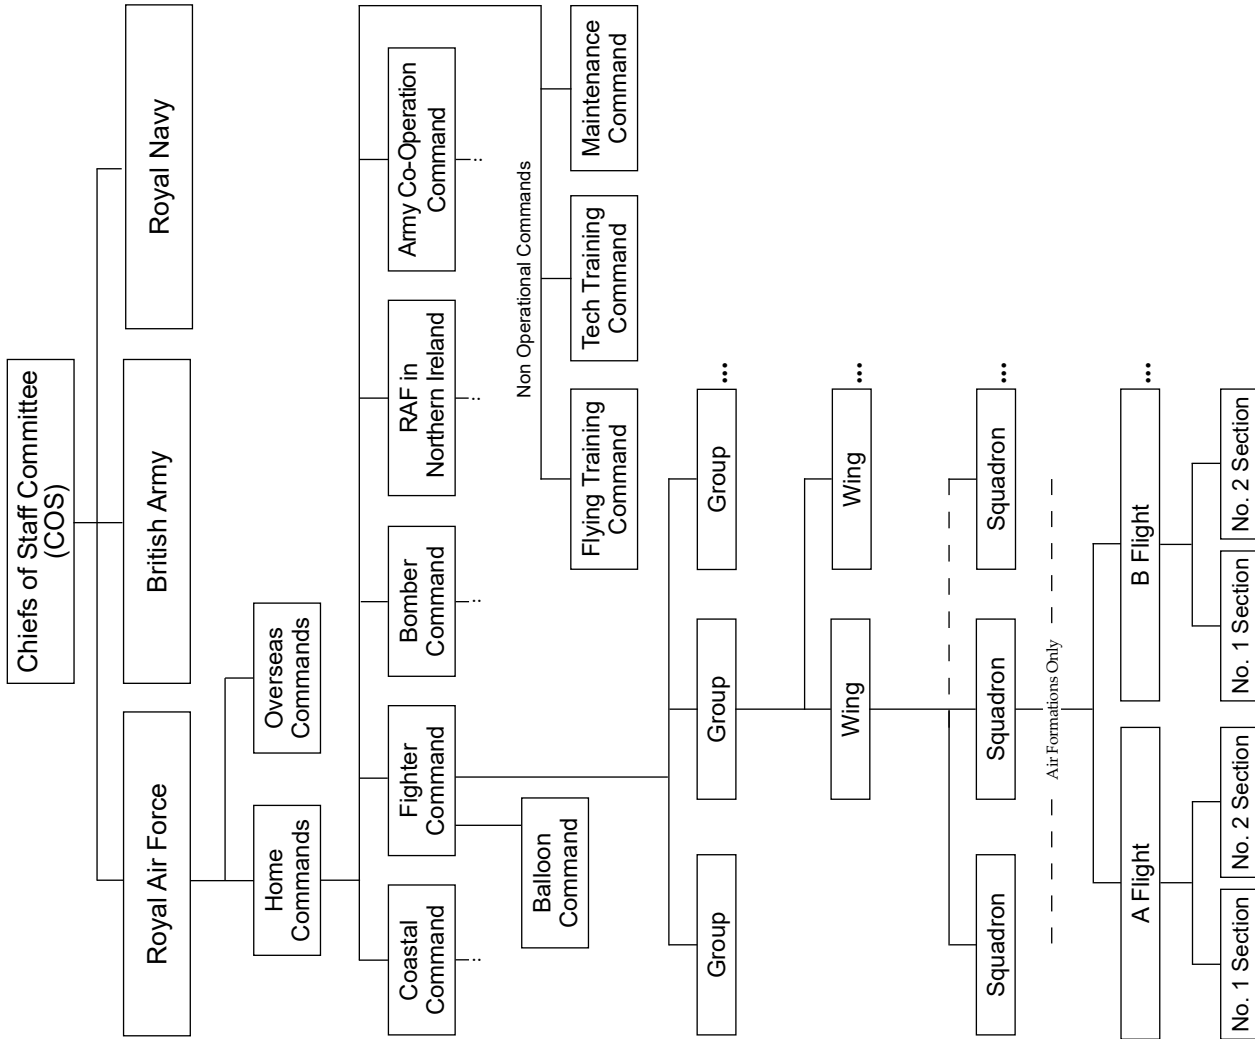 Chiefs of Staff Committee
(COS)
Royal Air Force
British Army
Royal Navy
Home
Commands
Overseas
Commands
Coastal
Command
Fighter
Command
Bomber
Command
RAF in
Northern Ireland
Army Co-Operation
Command
..
..
..
..
Balloon
Command
Non Operational Commands
Flying Training
Command
Tech Training
Command
Maintenance
Command
Group
Group
Group
...
Wing
Wing
...
Squadron
Squadron
Squadron
...
Air Formations Only
A Flight
B Flight
...
No. 1 Section
No. 2 Section
No. 1 Section
No. 2 Section